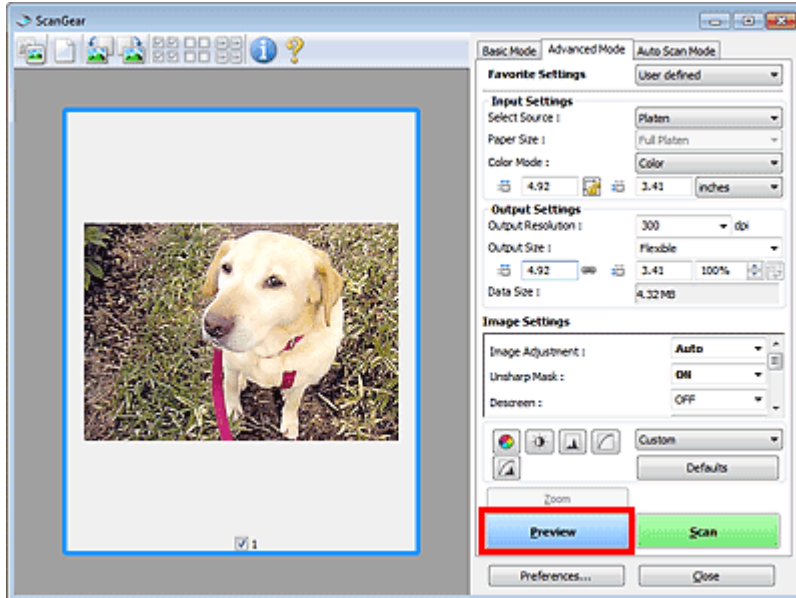 ScanGear
Basic Mode Advanced Mode Auto Scan Mode
Favorite Settings User defined
Input Settings
Select Source : Platen
Paper Size : Full Platen
Color Mode : Color
4.92 3.41 inches
Output Settings
Output Resolution : 300 dpi
Output Size : Flexible
4.92 3.41 100%
Data Size : 4.32 MB
Image Settings
Image Adjustment : Auto
Unsharp Mask : ON
Descreen : OFF
Custom
Defaults
Zoom
Preview Scan
1
Preferences... Close